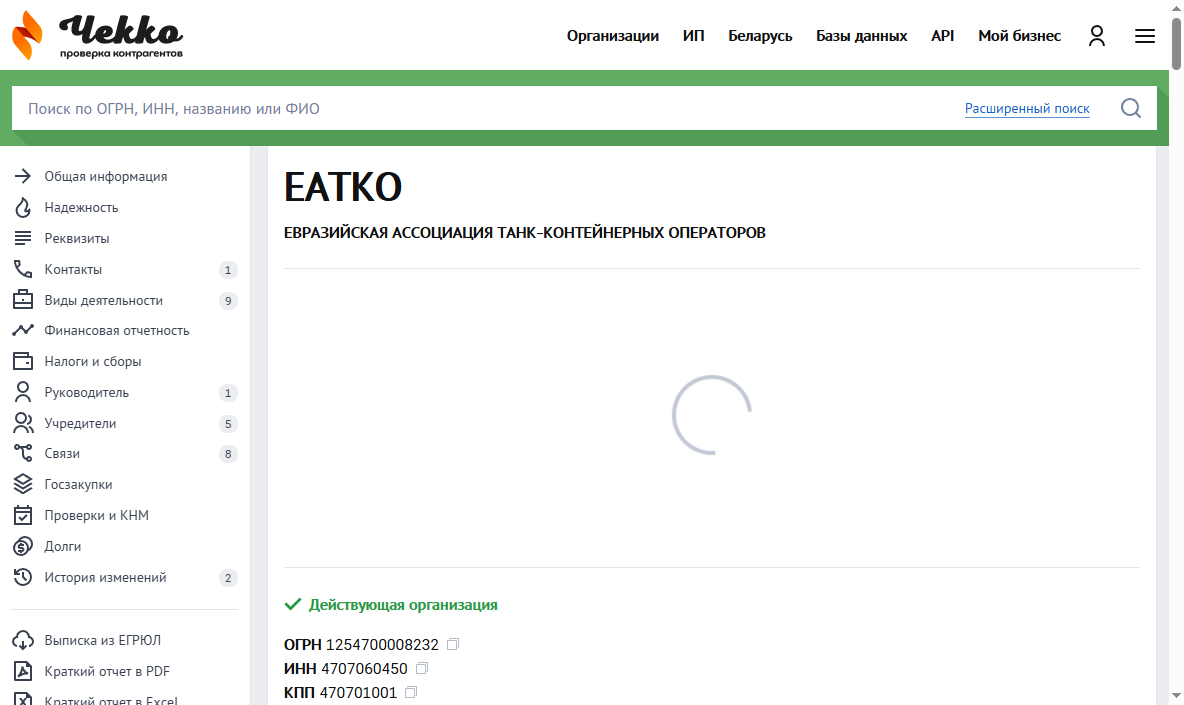 Чекко
проверка контрагентов
Организации ИП Беларусь Базы данных API Мой бизнес
Поиск по ОГРН, ИНН, названию или ФИО
Расширенный поиск
Общая информация
Надежность
Реквизиты
Контакты 1
Виды деятельности 9
Финансовая отчетность
Налоги и сборы
Руководитель 1
Учредители 5
Связи 8
Госзакупки
Проверки и КНМ
Долги
История изменений 2
Выписка из ЕГРЮЛ
Краткий отчет в PDF
Краткий отчет в Excel
ЕАТКО
ЕВРАЗИЙСКАЯ АССОЦИАЦИЯ ТАНК-КОНТЕЙНЕРНЫХ ОПЕРАТОРОВ
Действующая организация
ОГРН 1254700008232
ИНН 4707060450
КПП 470701001